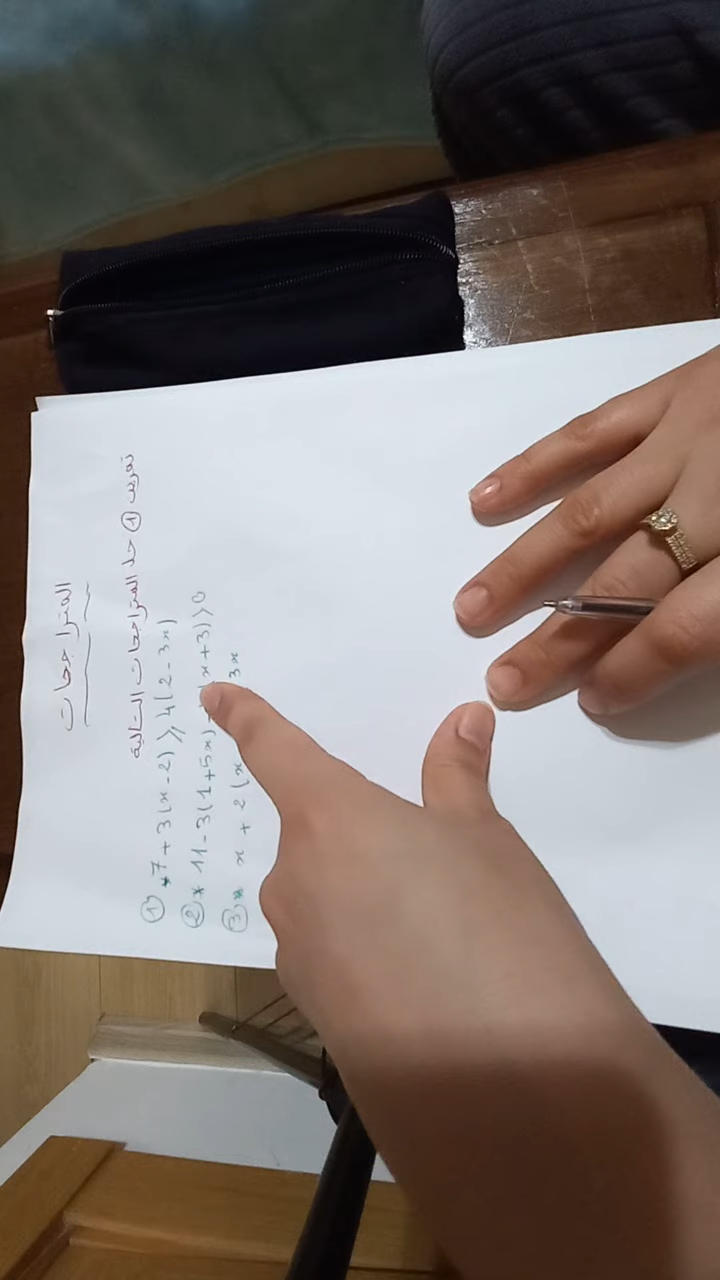 المتراجحات
تمرين ① حل المتراجحات التالية
① * 7 + 3(x - 2) ⩾ 4(2 - 3x)
② * 11 - 3(1 + 5x) x + 3) ⩾ 0
③ * x + 2(x 3x